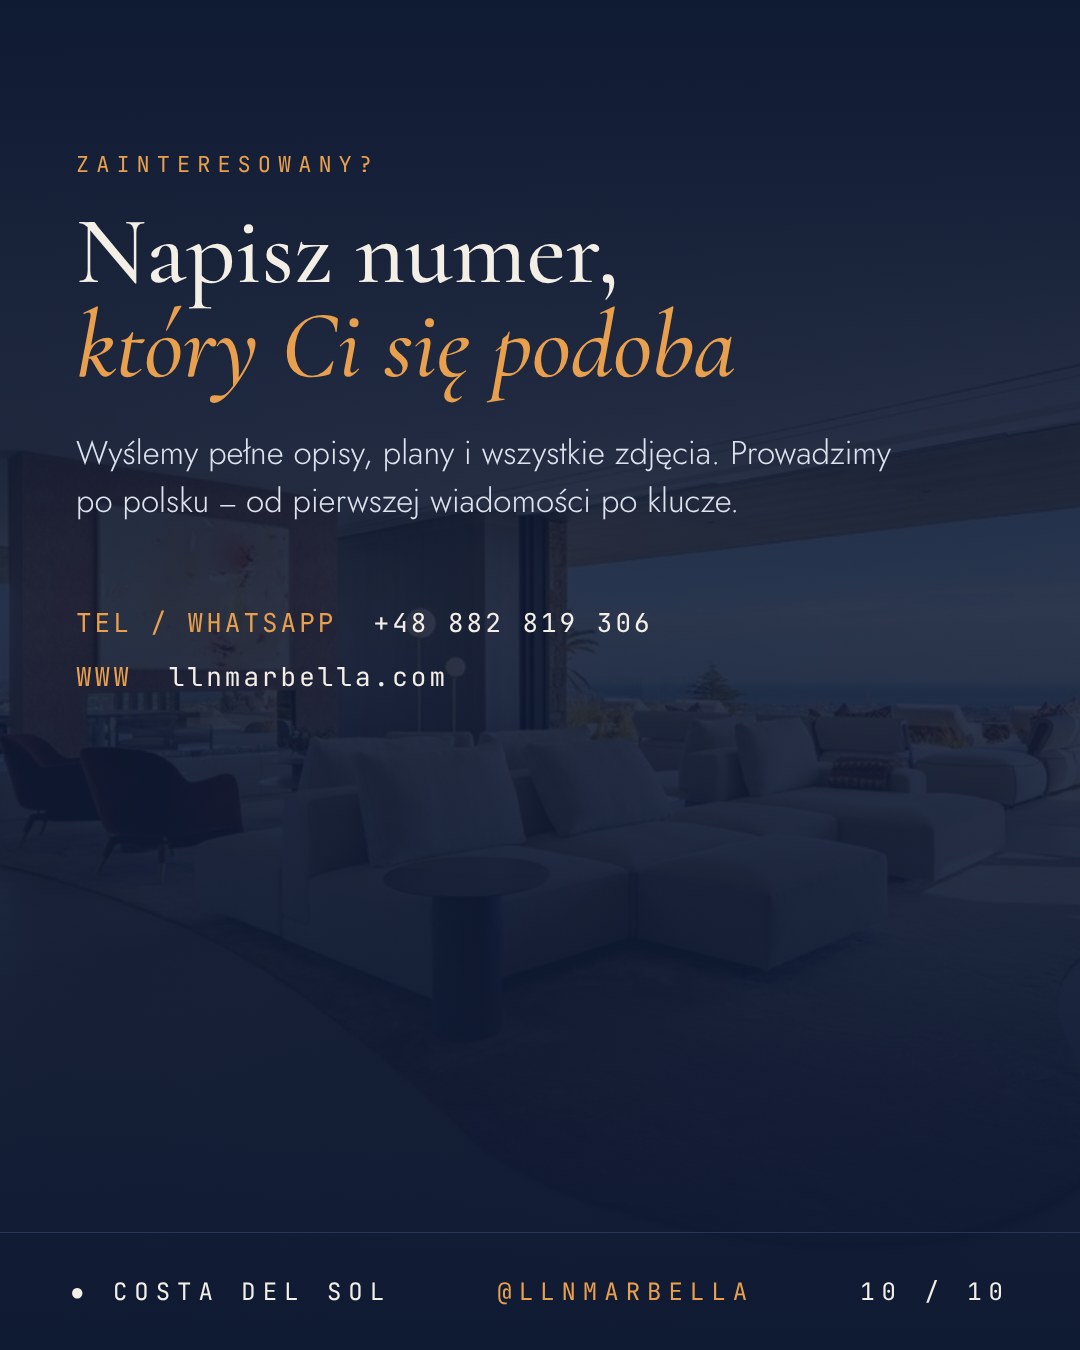 ZAINTERESOWANY?
Napisz numer,
który Ci się podoba
Wyślemy pełne opisy, plany i wszystkie zdjęcia. Prowadzimy
po polsku – od pierwszej wiadomości po klucze.
TEL / WHATSAPP +48 882 819 306
WWW llnmarbella.com
• COSTA DEL SOL @LLNMARBELLA 10 / 10